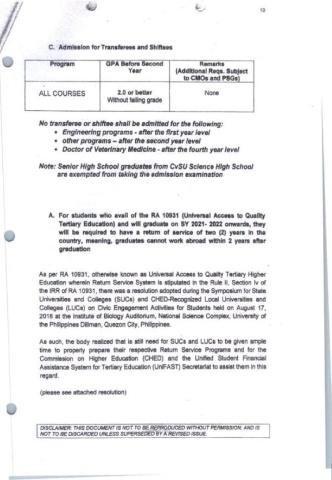 13
C. Admission for Transferees and Shiftees
Program
GPA Before Second Year
Remarks (Additional Reqs. Subject to CMOs and PSGs)
ALL COURSES
2.0 or better Without failing grade
None
No transferee or shiftee shall be admitted for the following:
• Engineering programs - after the first year level
• other programs – after the second year level
• Doctor of Veterinary Medicine - after the fourth year level
Note: Senior High School graduates from CvSU Science High School
are exempted from taking the admission examination
A. For students who avail of the RA 10931 (Universal Access to Quality
Tertiary Education) and will graduate on SY 2021- 2022 onwards, they
will be required to have a return of service of two (2) years in the
country, meaning, graduates cannot work abroad within 2 years after
graduation
As per RA 10931, otherwise known as Universal Access to Quality Tertiary Higher
Education wherein Return Service System is stipulated in the Rule II, Section iv of
the IRR of RA 10931, there was a resolution adopted during the Symposium for State
Universities and Colleges (SUCs) and CHED-Recognized Local Universities and
Colleges (LUCs) on Civic Engagement Activities for Students held on August 17,
2018 at the Institute of Biology Auditorium, National Science Complex, University of
the Philippines Diliman, Quezon City, Philippines.
As such, the body realized that is still need for SUCs and LUCs to be given ample
time to properly prepare their respective Return Service Programs and for the
Commission on Higher Education (CHED) and the Unified Student Financial
Assistance System for Tertiary Education (UniFAST) Secretariat to assist them in this
regard.
(please see attached resolution)
DISCLAIMER: THIS DOCUMENT IS NOT TO BE REPRODUCED WITHOUT PERMISSION, AND IS
NOT TO BE DISCARDED UNLESS SUPERSEDED BY A REVISED ISSUE.